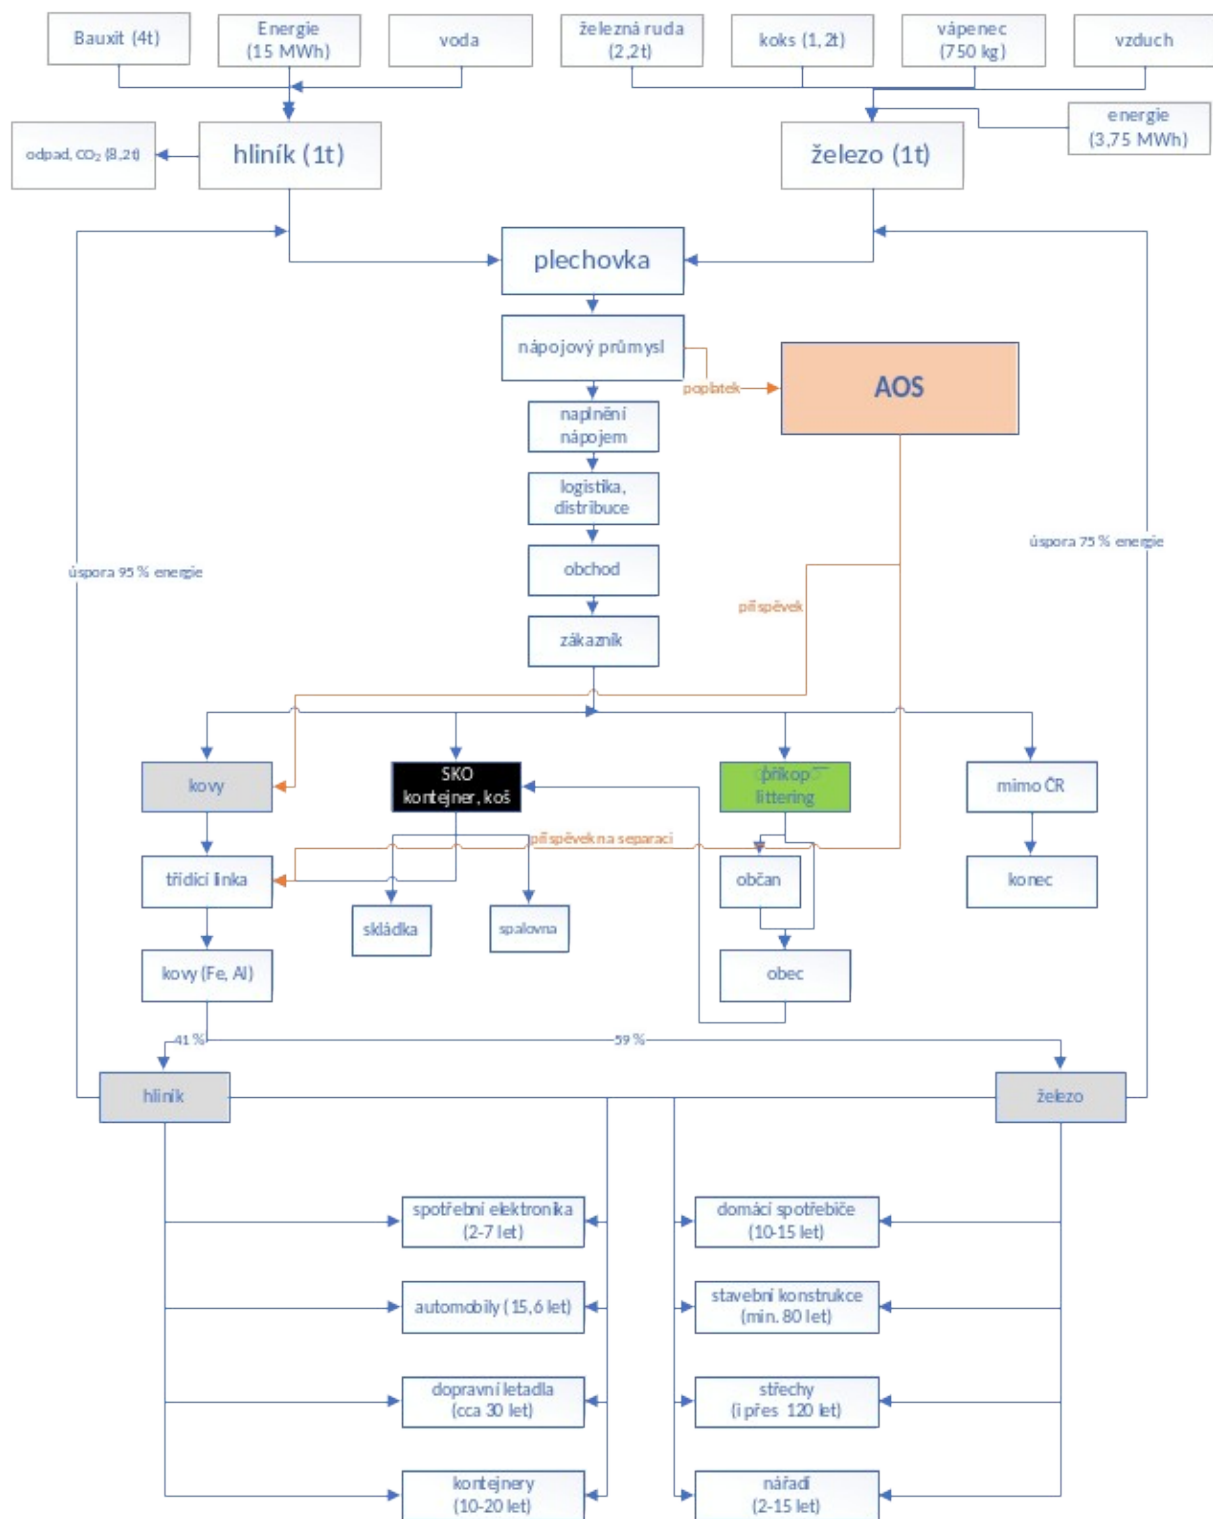 Bauxit (4t)
Energie
(15 MWh)
voda
železná ruda
(2,2t)
koks (1,2t)
vápenec
(750 kg)
vzduch
energie
(3,75 MWh)
odpad, CO₂ (8,2t)
hliník (1t)
železo (1t)
plechovka
nápojový průmysl
poplatek
AOS
naplnění
nápojem
logistika,
distribuce
obchod
zákazník
úspora 95 % energie
úspora 75 % energie
příspěvek
kovy
SKO
kontejner, koš
příkop
littering
mimo ČR
příspěvek na separaci
třídící linka
občan
konec
skládka
spalovna
kovy (Fe, Al)
obec
41 %
59 %
hliník
železo
spotřební elektronika
(2-7 let)
domácí spotřebiče
(10-15 let)
automobily (15,6 let)
stavební konstrukce
(min. 80 let)
dopravní letadla
(cca 30 let)
střechy
(i přes 120 let)
kontejnery
(10-20 let)
nářadí
(2-15 let)